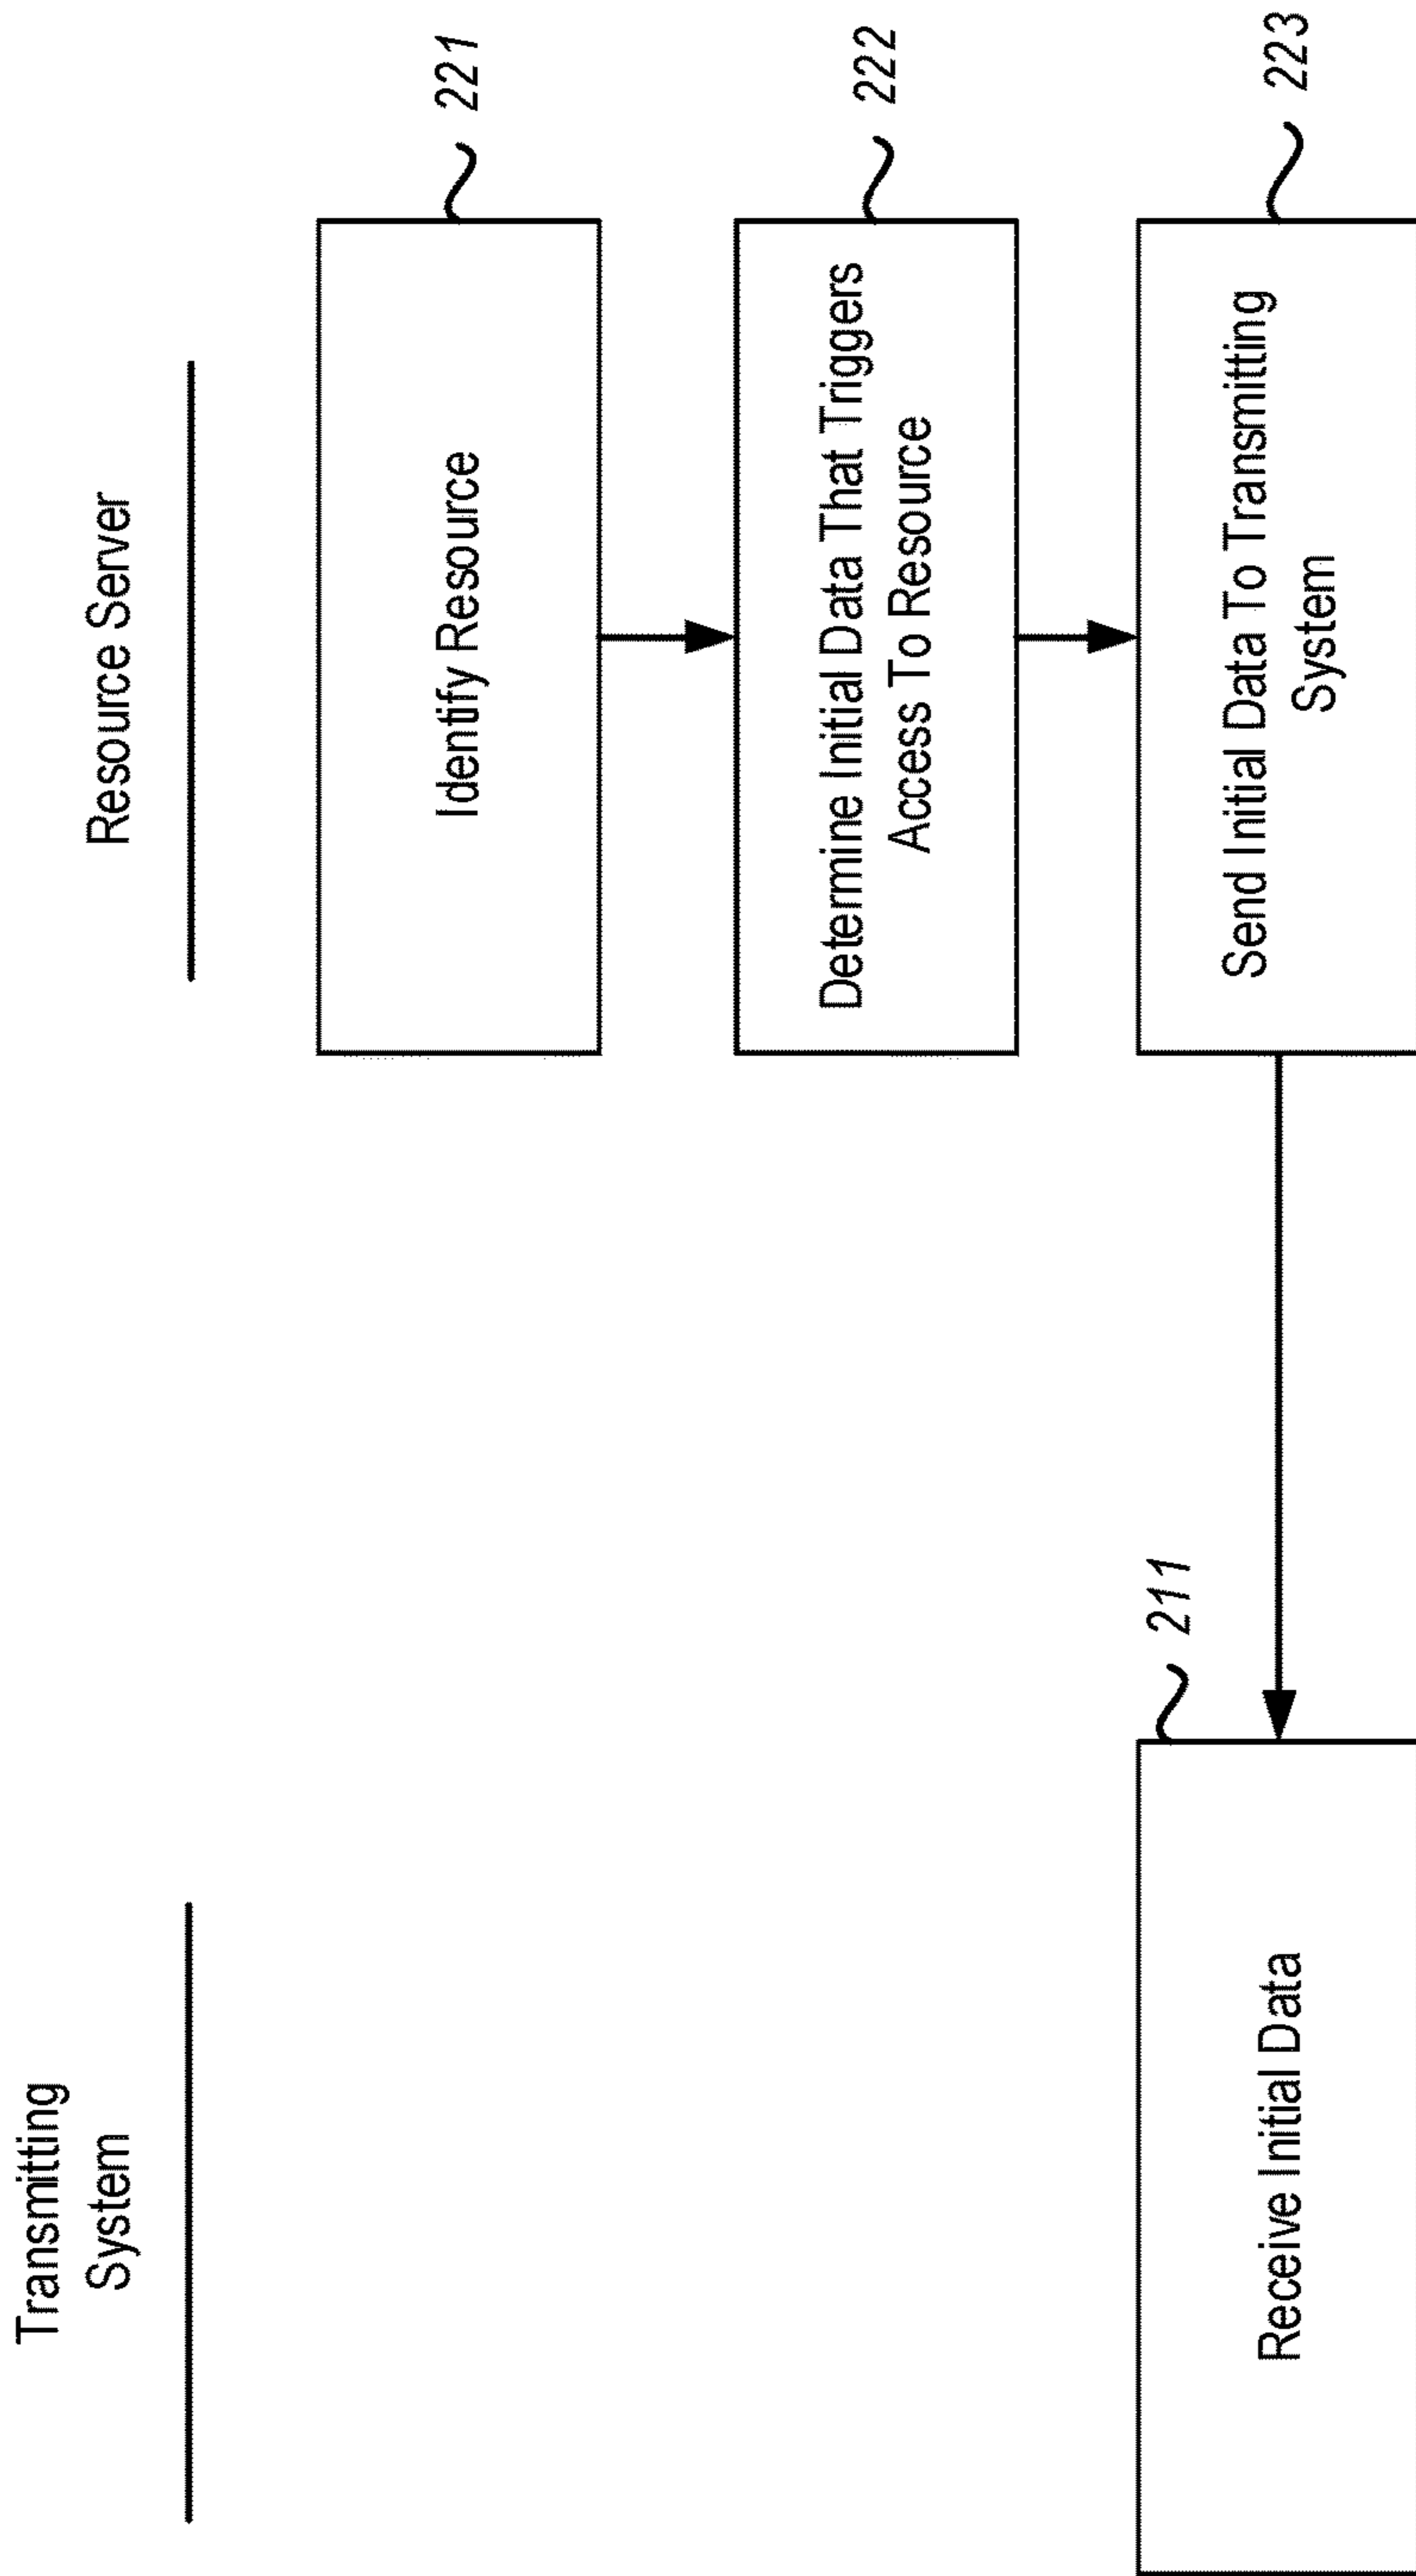 Transmitting
System
Resource Server
Identify Resource
221
Determine Initial Data That Triggers
Access To Resource
222
Receive Initial Data
211
Send Initial Data To Transmitting
System
223